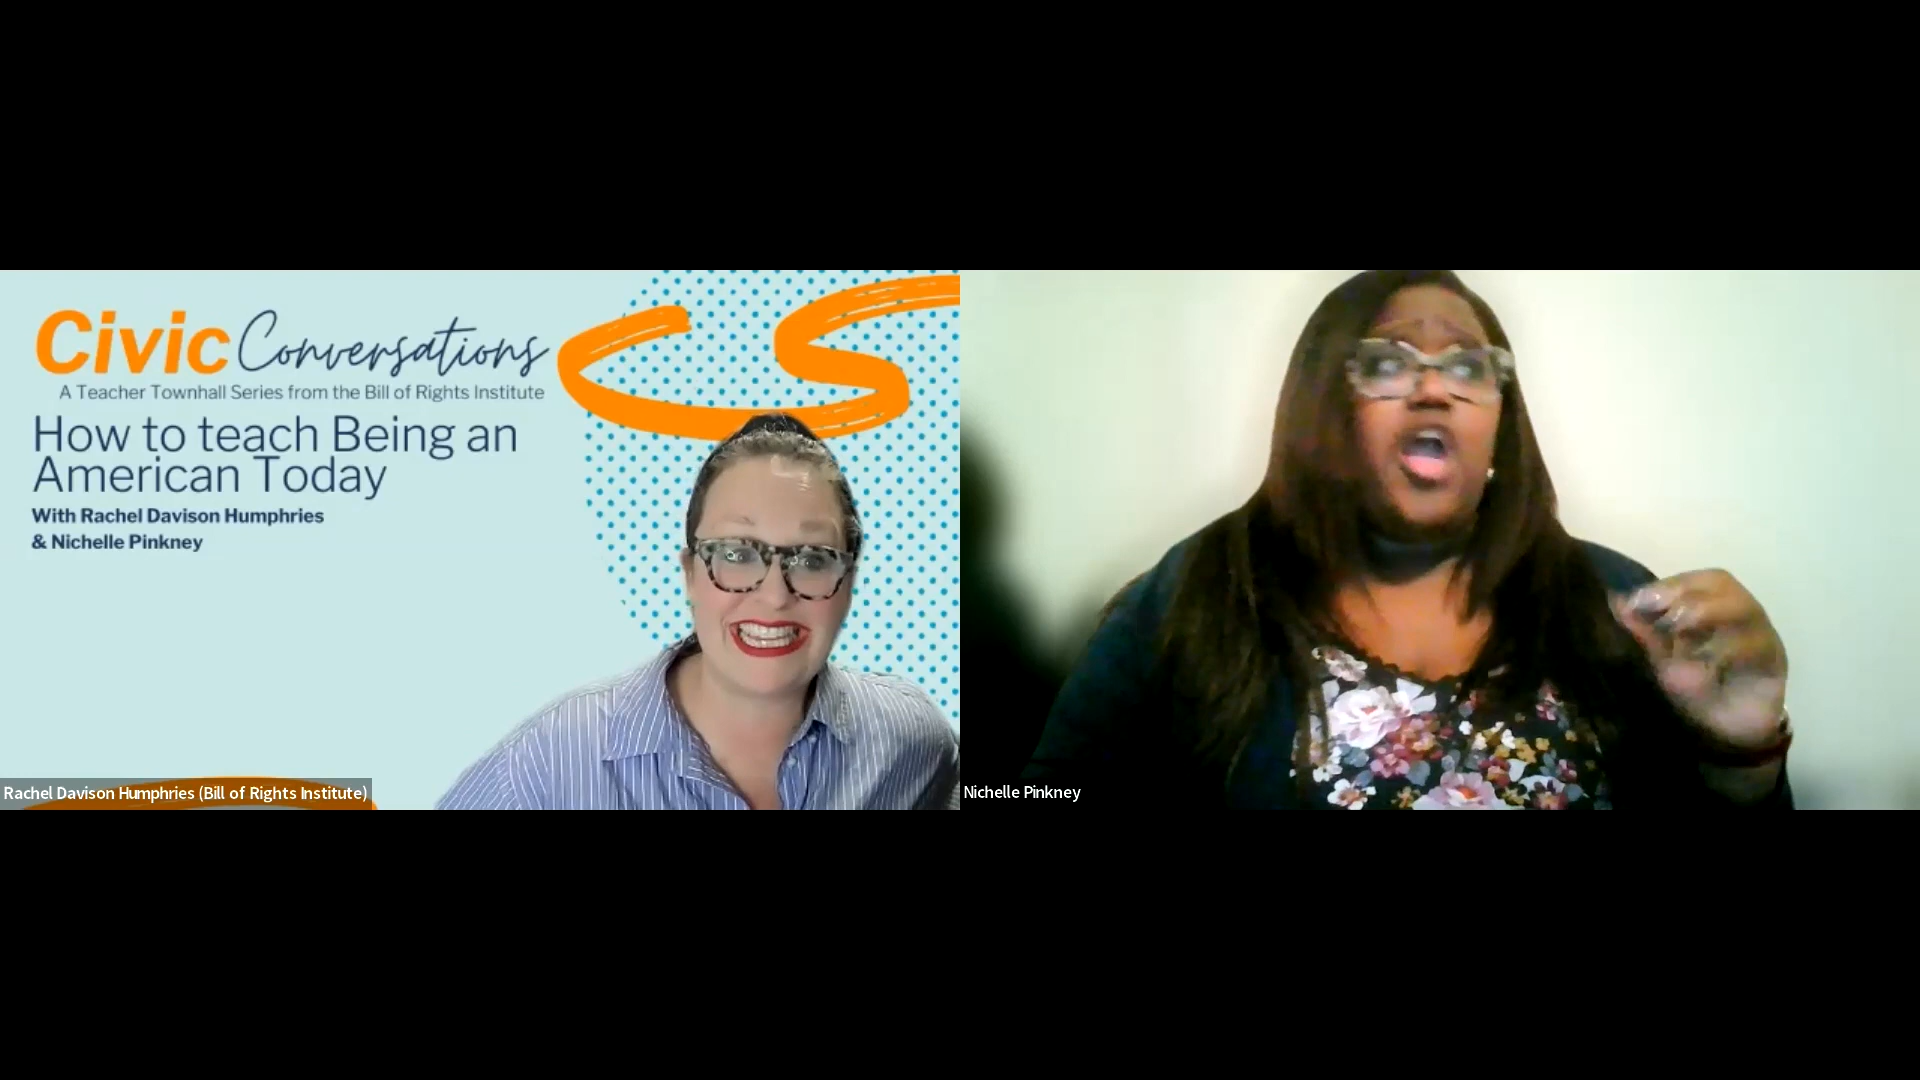 Civic Conversations
A Teacher Townhall Series from the Bill of Rights Institute
How to teach Being an
American Today
With Rachel Davison Humphries
& Nichelle Pinkney
Rachel Davison Humphries (Bill of Rights Institute)
Nichelle Pinkney